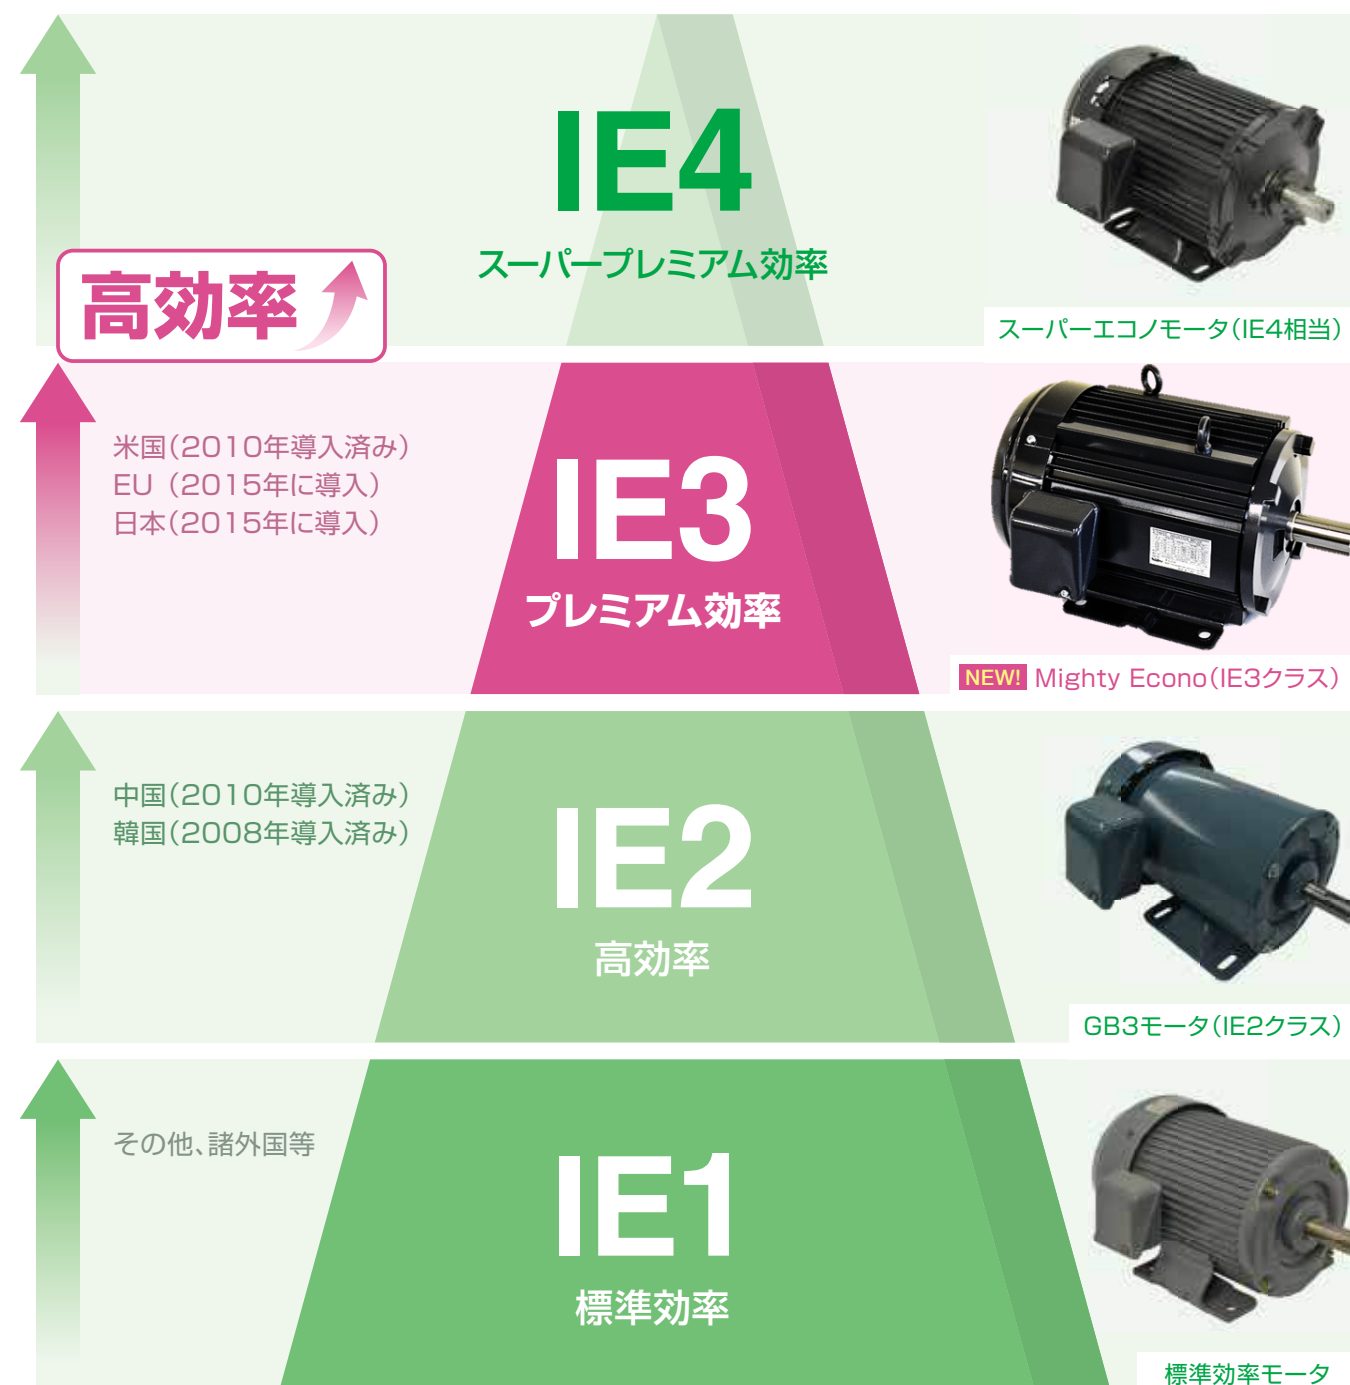 IE4
スーパープレミアム効率
高効率
スーパーエコノモータ(IE4相当)
米国(2010年導入済み)
EU(2015年に導入)
日本(2015年に導入)
IE3
プレミアム効率
NEW! Mighty Econo(IE3クラス)
中国(2010年導入済み)
韓国(2008年導入済み)
IE2
高効率
GB3モータ(IE2クラス)
その他、諸外国等
IE1
標準効率
標準効率モータ